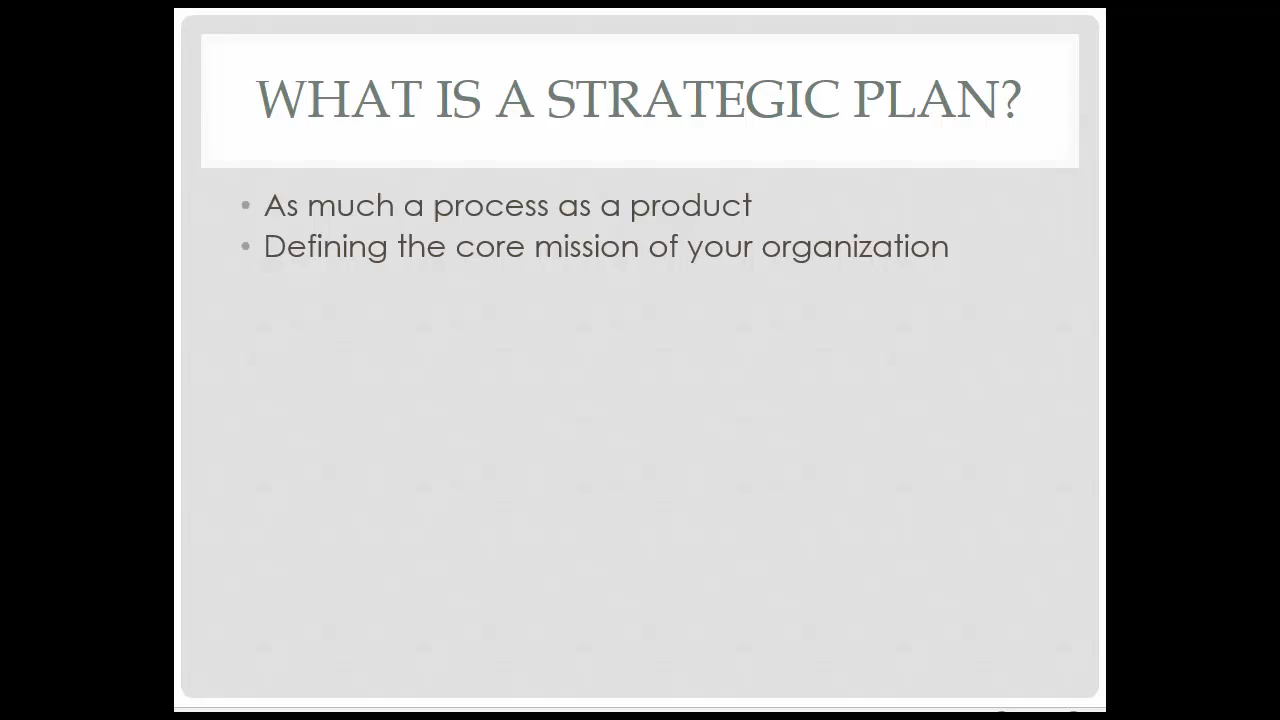 WHAT IS A STRATEGIC PLAN?
• As much a process as a product
• Defining the core mission of your organization